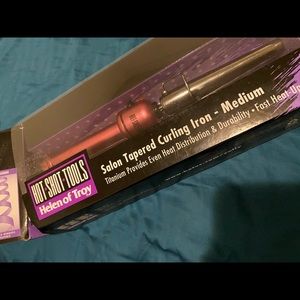 HOT SHOT TOOLS
Helen of Troy
Salon Tapered Curling Iron - Medium
Titanium Provides Even Heat Distribution & Durability • Fast Heat Up